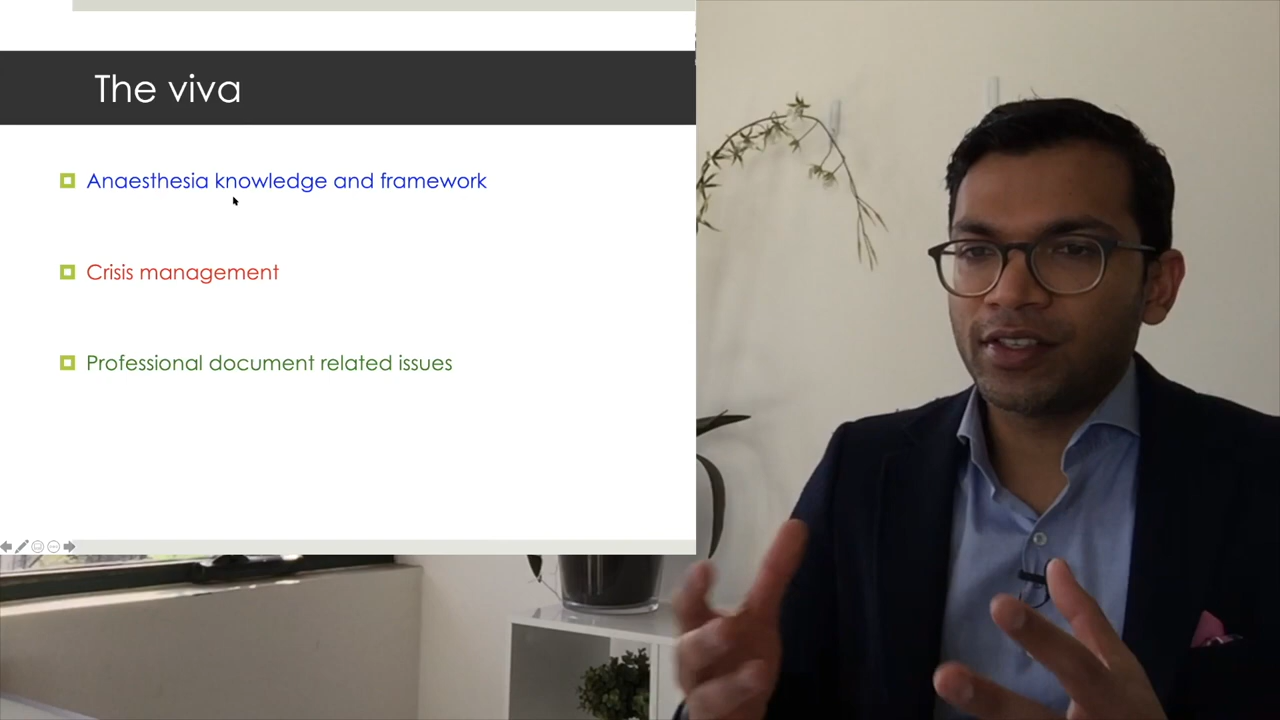 The viva
Anaesthesia knowledge and framework
Crisis management
Professional document related issues